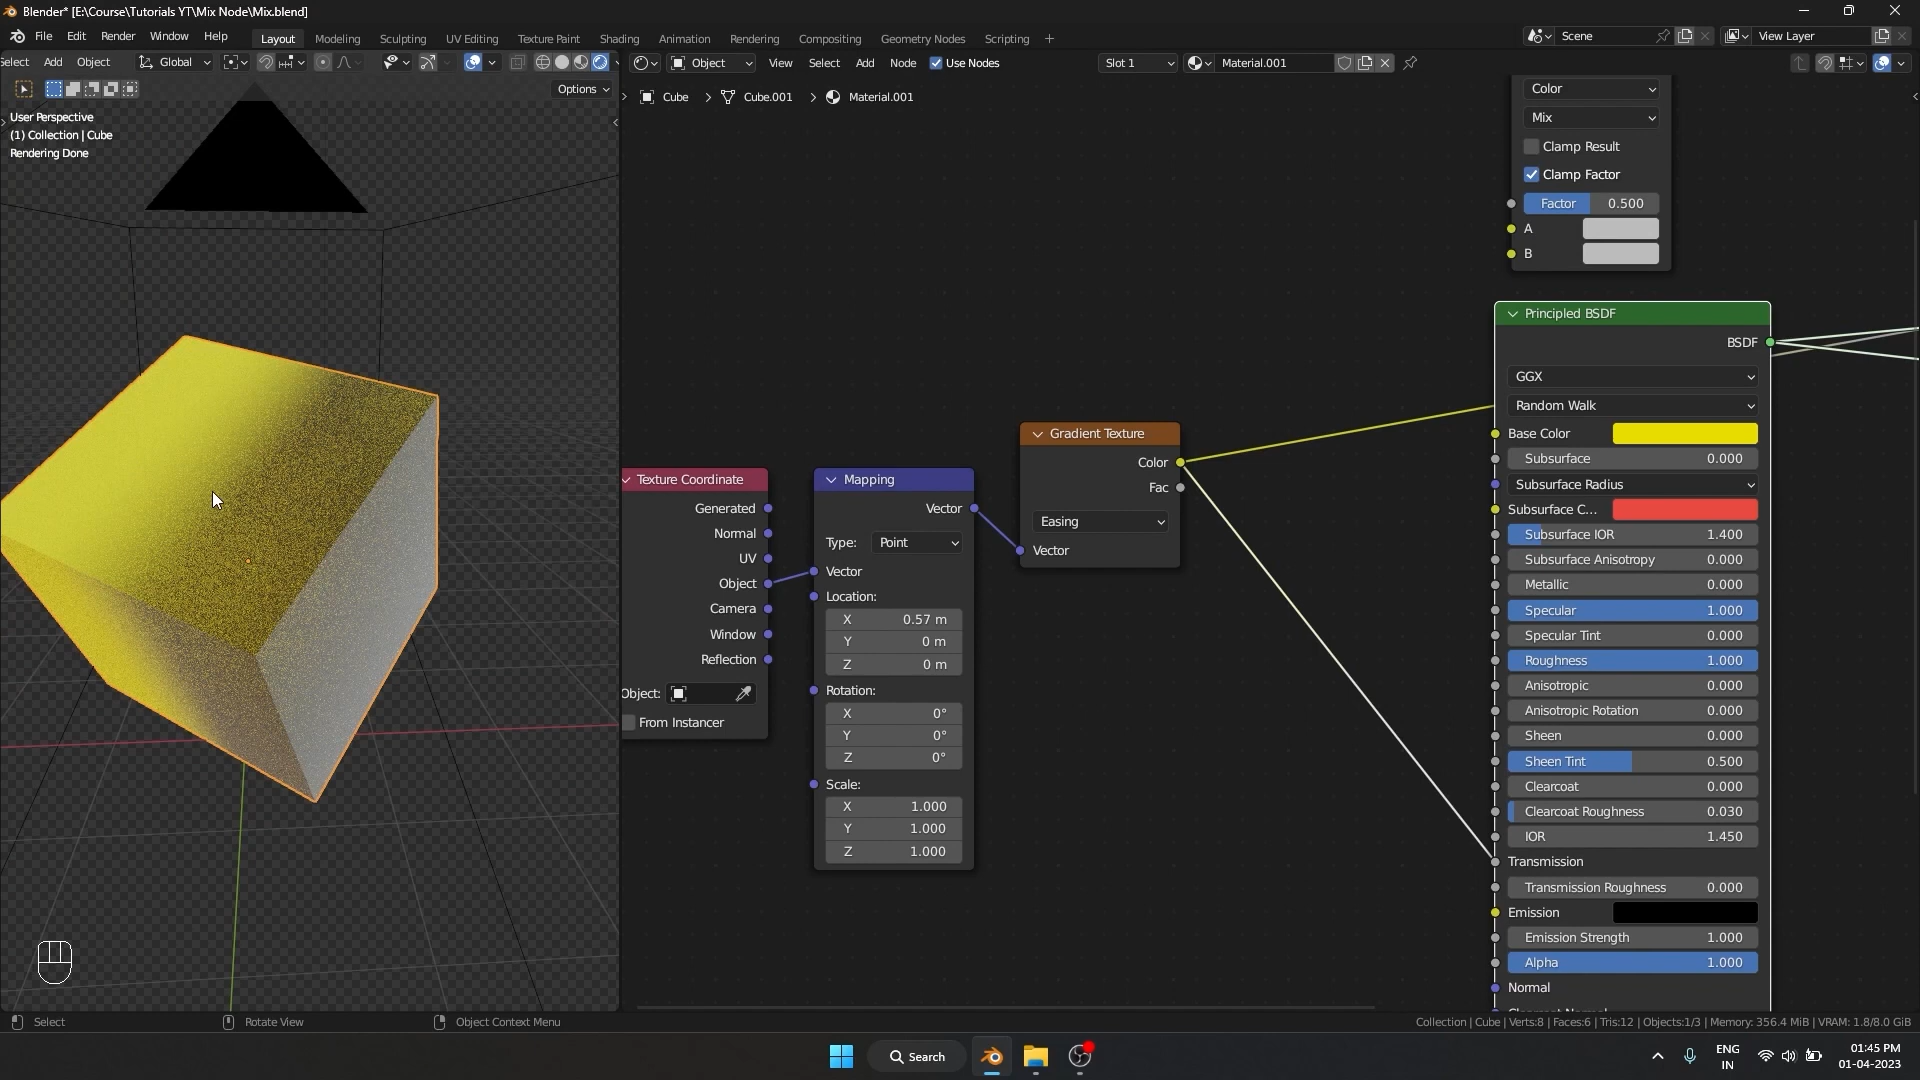 Blender* [E:\Course\Tutorials YT\Mix Node\Mix.blend]
File Edit Render Window Help Layout Modeling Sculpting UV Editing Texture Paint Shading Animation Rendering Compositing Geometry Nodes Scripting + Scene View Layer
Select Add Object Global Object View Select Add Node Use Nodes Slot 1 Material.001
Options
Cube > Cube.001 > Material.001
User Perspective
(1) Collection | Cube
Rendering Done
Color
Mix
Clamp Result
Clamp Factor
Factor 0.500
A
B
Texture Coordinate
Generated
Normal
UV
Object
Camera
Window
Reflection
Object:
From Instancer
Mapping
Vector
Type: Point
Vector
Location:
X 0.57 m
Y 0 m
Z 0 m
Rotation:
X 0°
Y 0°
Z 0°
Scale:
X 1.000
Y 1.000
Z 1.000
Gradient Texture
Color
Fac
Easing
Vector
Principled BSDF
BSDF
GGX
Random Walk
Base Color
Subsurface 0.000
Subsurface Radius
Subsurface C...
Subsurface IOR 1.400
Subsurface Anisotropy 0.000
Metallic 0.000
Specular 1.000
Specular Tint 0.000
Roughness 1.000
Anisotropic 0.000
Anisotropic Rotation 0.000
Sheen 0.000
Sheen Tint 0.500
Clearcoat 0.000
Clearcoat Roughness 0.030
IOR 1.450
Transmission
Transmission Roughness 0.000
Emission
Emission Strength 1.000
Alpha 1.000
Normal
Select Rotate View Object Context Menu Collection | Cube | Verts:8 | Faces:6 | Tris:12 | Objects:1/3 | Memory: 356.4 MiB | VRAM: 1.8/8.0 GiB
Search
ENG
IN
01:45 PM
01-04-2023